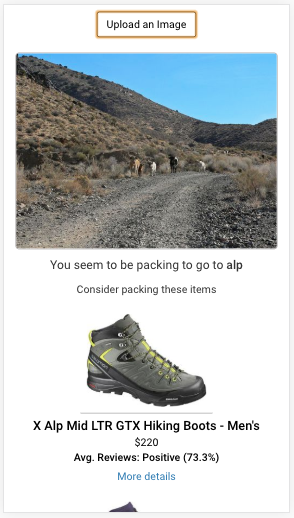 Upload an Image
You seem to be packing to go to alp
Consider packing these items
X Alp Mid LTR GTX Hiking Boots - Men's
$220
Avg. Reviews: Positive (73.3%)
More details